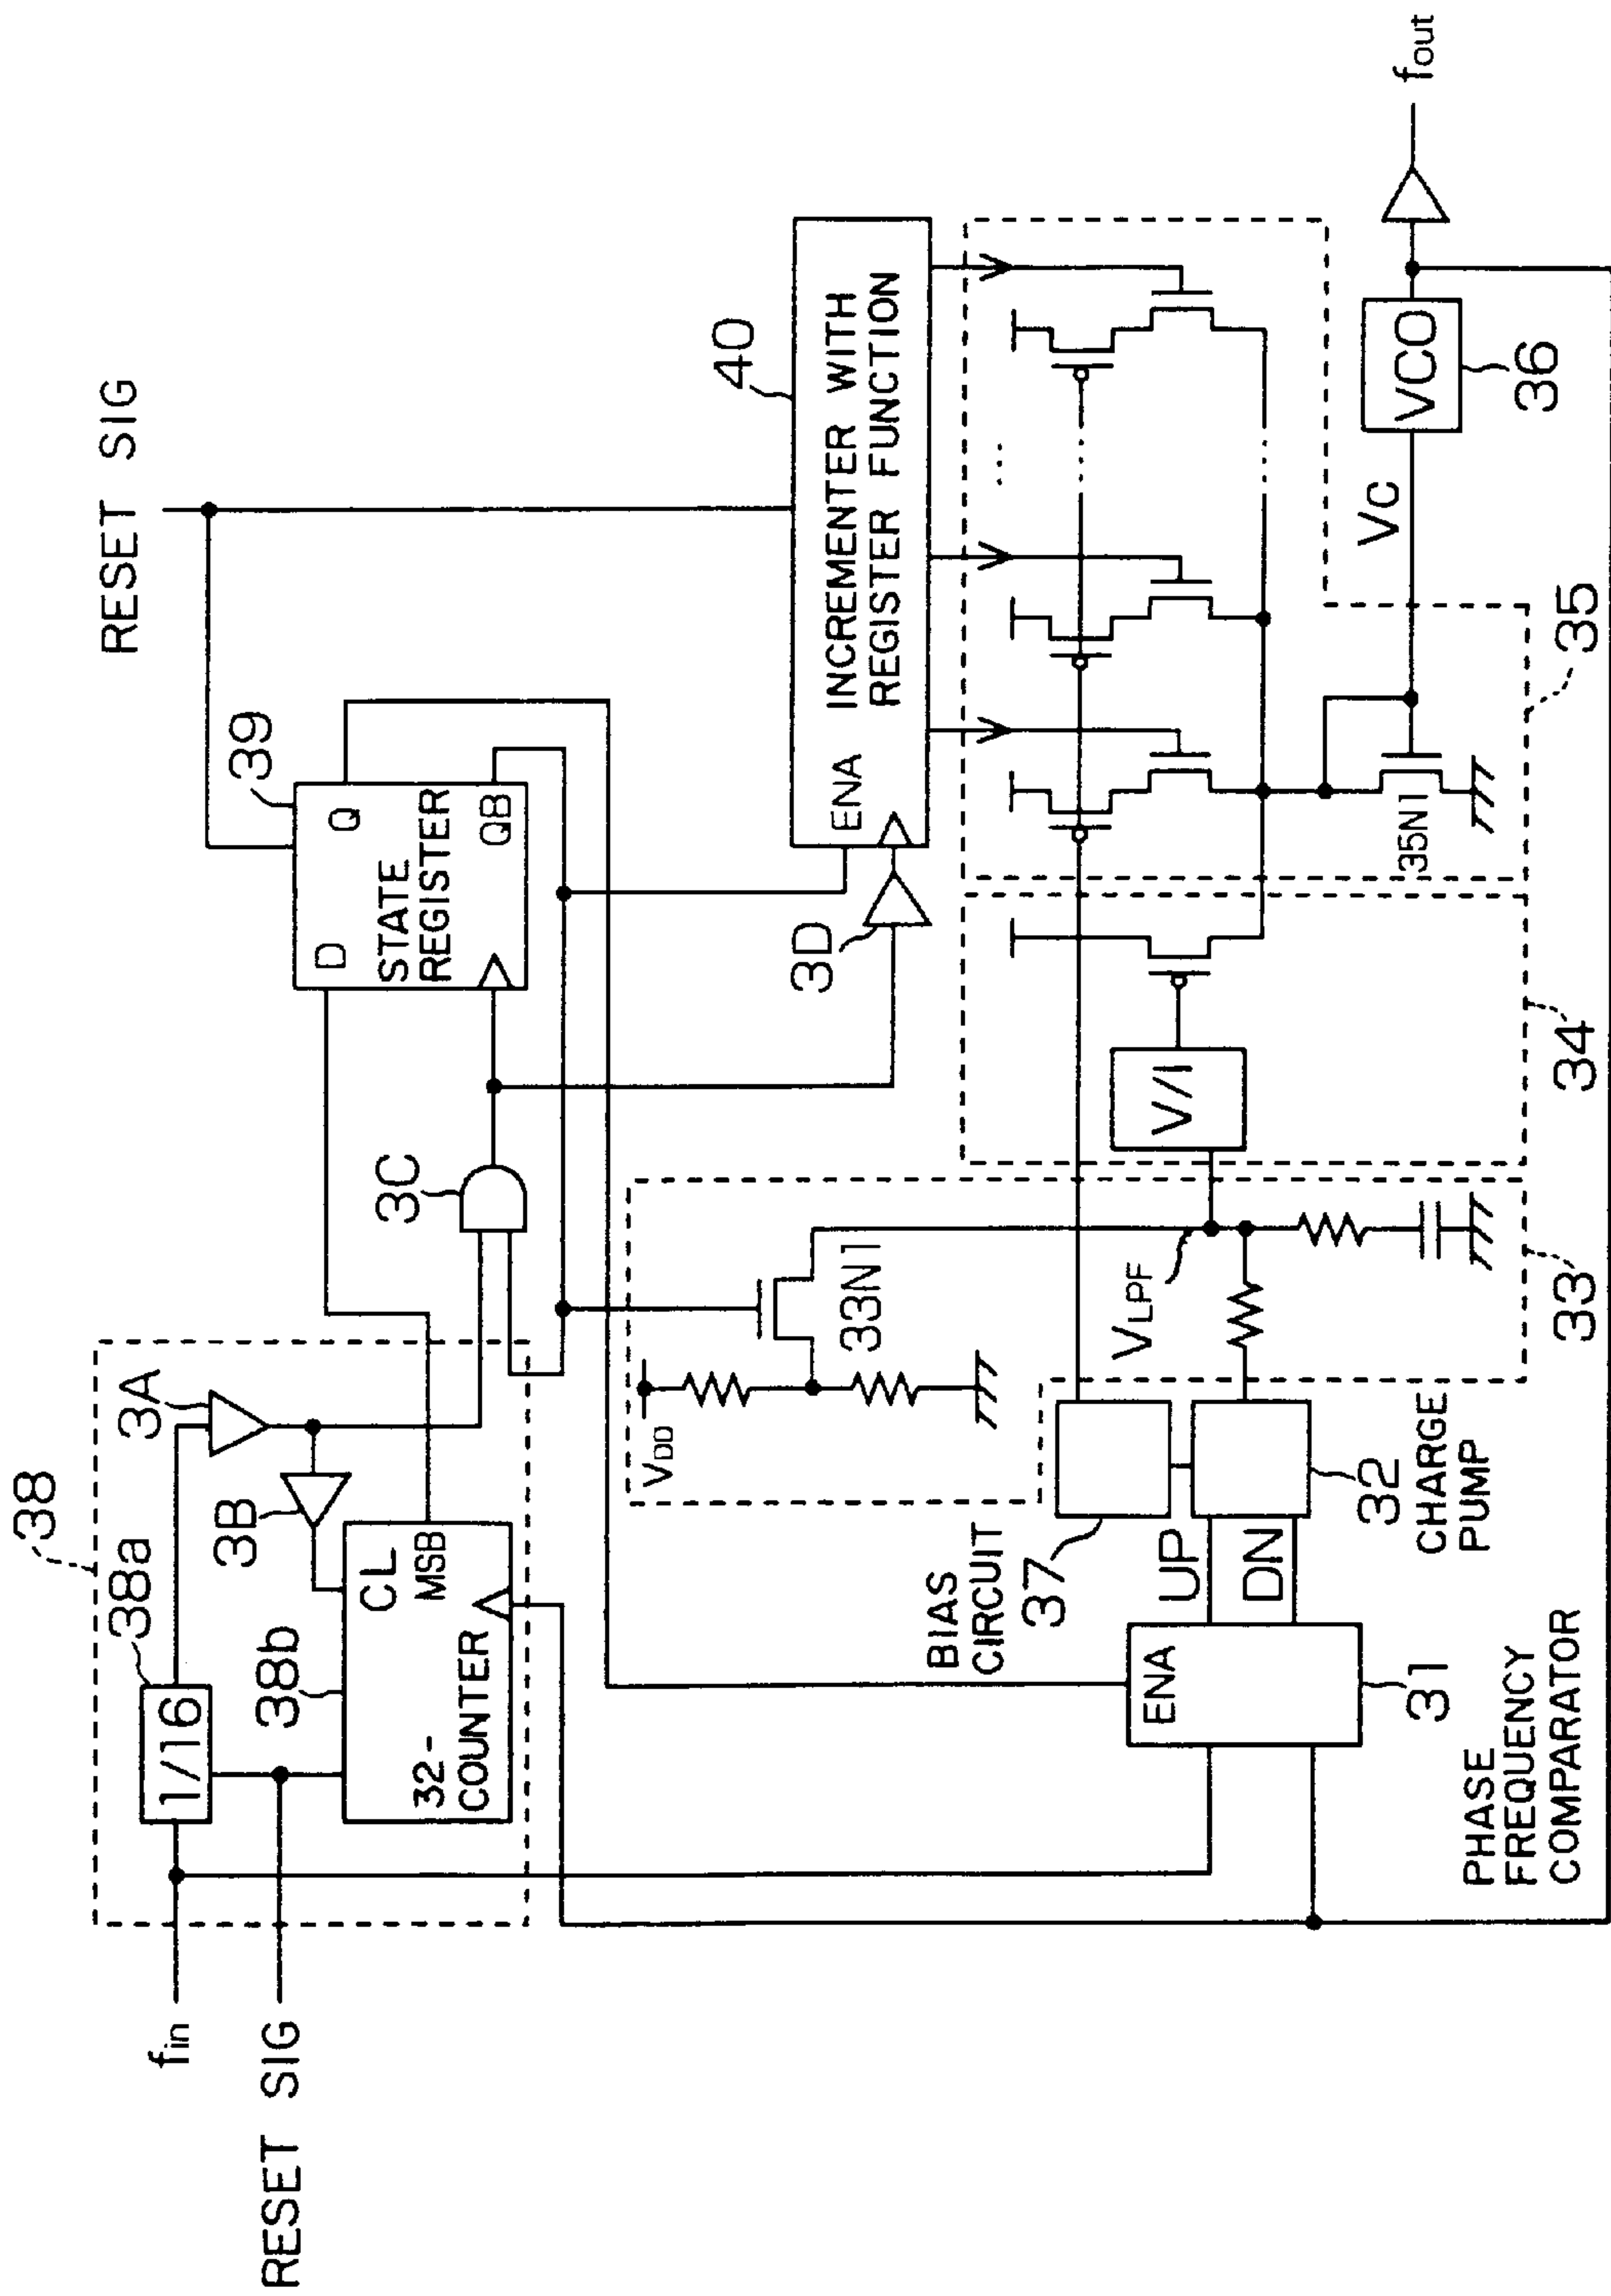 RESET SIG
38
38a
3A
1/16
3B
38b
CL
MSB
32-
COUNTER
fin
RESET SIG
39
D
Q
STATE
REGISTER
QB
3C
3D
40
INCREMENTER WITH
REGISTER FUNCTION
ENA
VDD
33N1
VLPF
33
BIAS
CIRCUIT
37
UP
DN
32
CHARGE
PUMP
ENA
31
PHASE
FREQUENCY
COMPARATOR
V/I
34
...
35N1
35
VC
VCO
36
fout